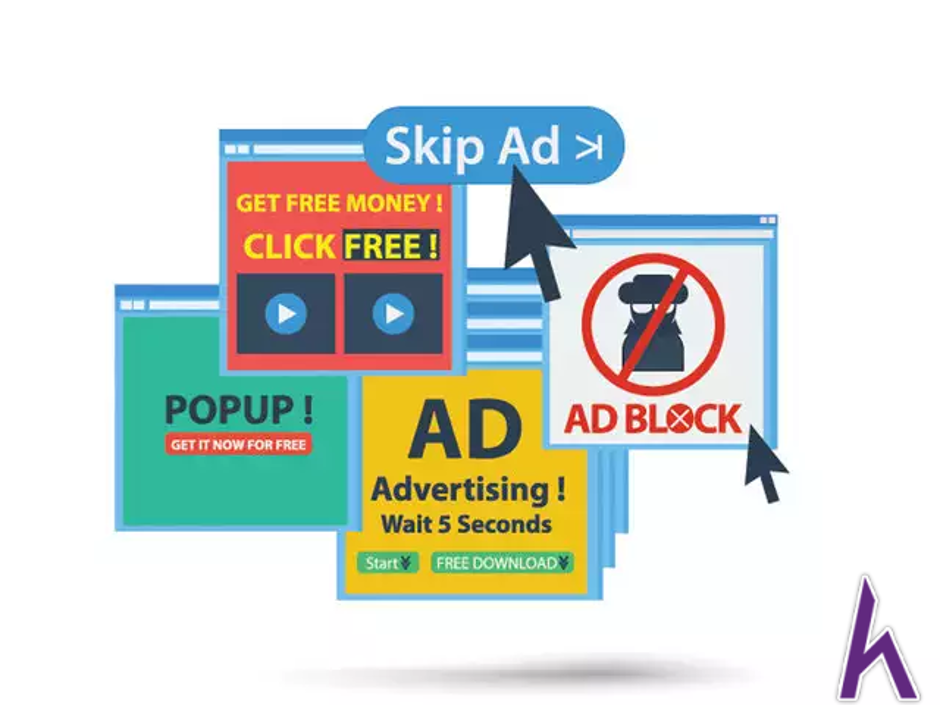 Skip Ad
GET FREE MONEY !
CLICK FREE !
POPUP !
GET IT NOW FOR FREE
AD
Advertising !
Wait 5 Seconds
Start
FREE DOWNLOAD
AD BLOCK